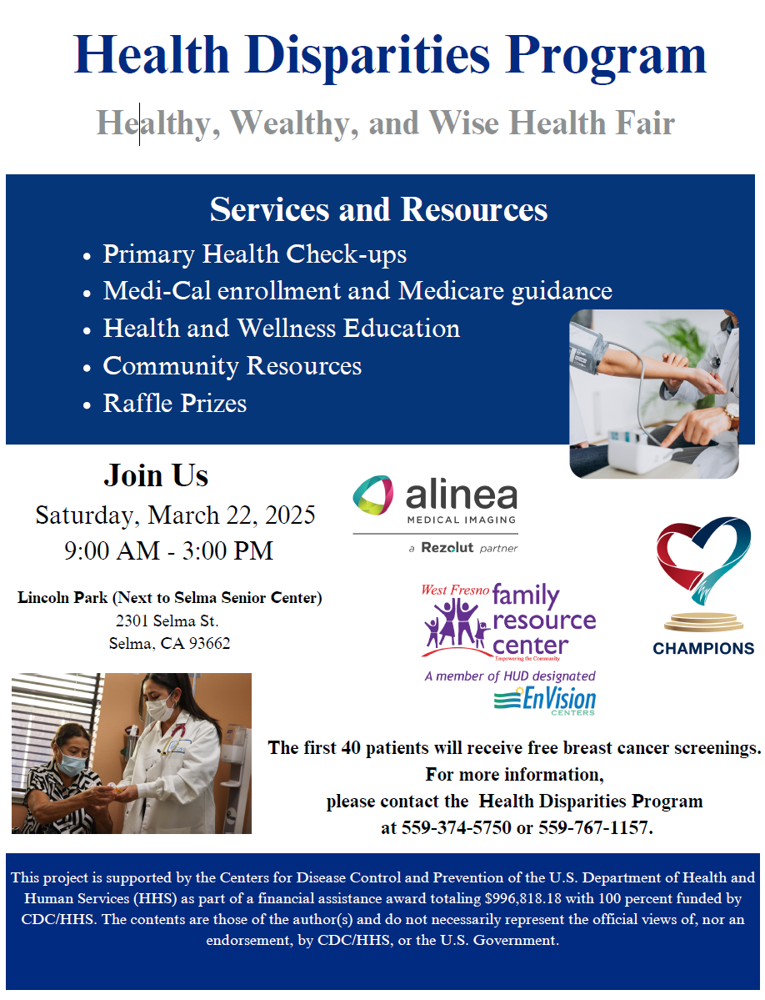 Health Disparities Program
Healthy, Wealthy, and Wise Health Fair
Services and Resources
• Primary Health Check-ups
• Medi-Cal enrollment and Medicare guidance
• Health and Wellness Education
• Community Resources
• Raffle Prizes
Join Us
Saturday, March 22, 2025
9:00 AM - 3:00 PM
Lincoln Park (Next to Selma Senior Center)
2301 Selma St.
Selma, CA 93662
alinea
MEDICAL IMAGING
a Rezolut partner
West Fresno family
resource
center
Empowering the Community
A member of HUD designated
EnVision
CENTERS
CHAMPIONS
The first 40 patients will receive free breast cancer screenings.
For more information,
please contact the Health Disparities Program
at 559-374-5750 or 559-767-1157.
This project is supported by the Centers for Disease Control and Prevention of the U.S. Department of Health and
Human Services (HHS) as part of a financial assistance award totaling $996,818.18 with 100 percent funded by
CDC/HHS. The contents are those of the author(s) and do not necessarily represent the official views of, nor an
endorsement, by CDC/HHS, or the U.S. Government.